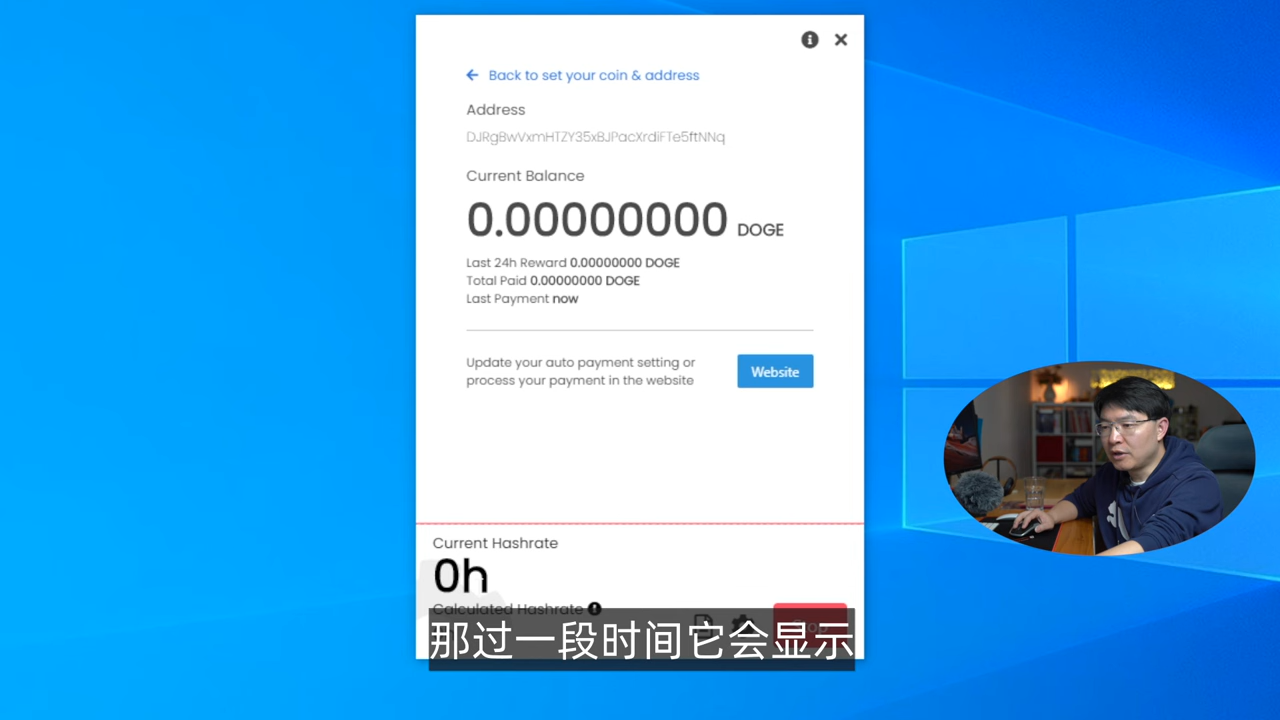 Back to set your coin & address
Address
DJRgBwVxmHTZY35xBJPacXrdiFTe5ftNNq
Current Balance
0.00000000 DOGE
Last 24h Reward 0.00000000 DOGE
Total Paid 0.00000000 DOGE
Last Payment now
Update your auto payment setting or
process your payment in the website
Website
Current Hashrate
0h
Calculated Hashrate
那过一段时间它会显示